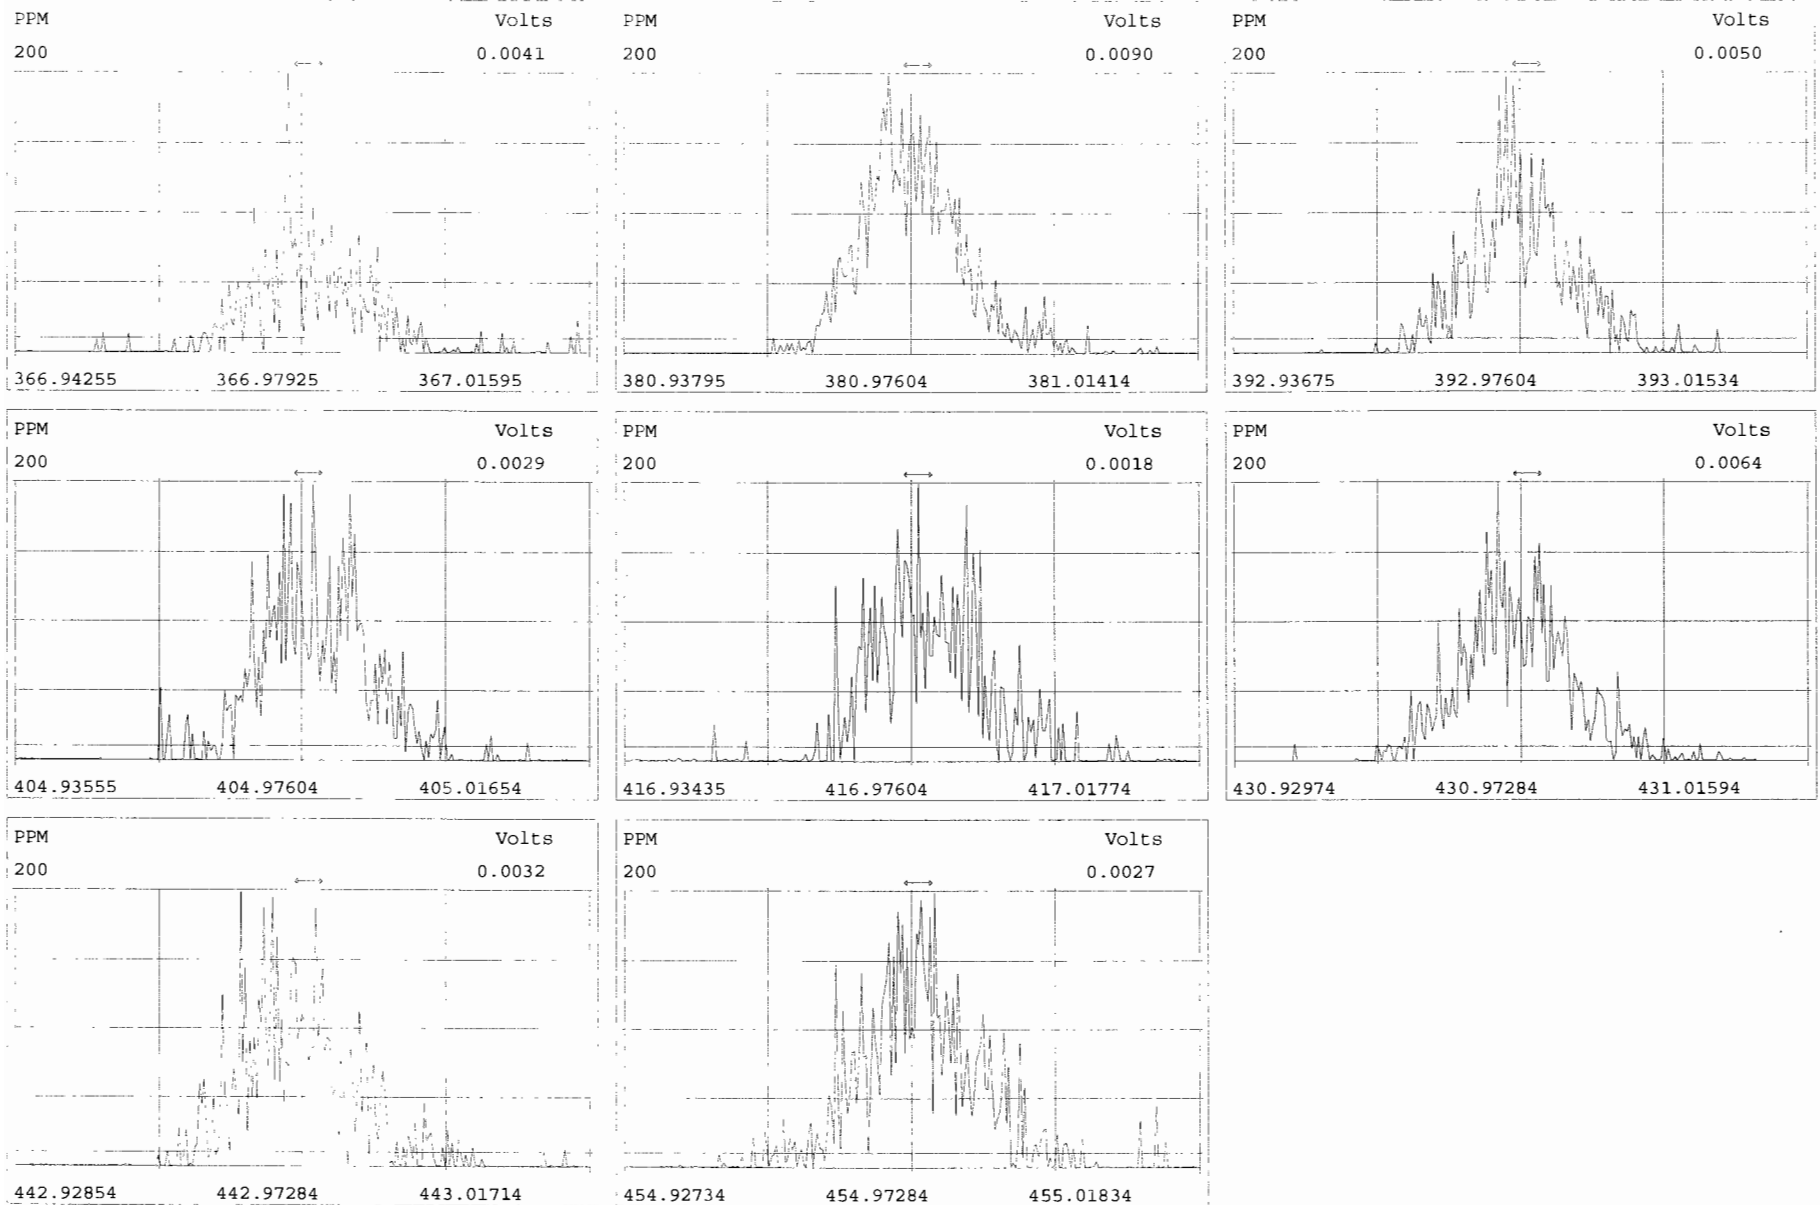 PPM Volts
200 0.0041
366.94255 366.97925 367.01595
PPM Volts
200 0.0090
380.93795 380.97604 381.01414
PPM Volts
200 0.0050
392.93675 392.97604 393.01534
PPM Volts
200 0.0029
404.93555 404.97604 405.01654
PPM Volts
200 0.0018
416.93435 416.97604 417.01774
PPM Volts
200 0.0064
430.92974 430.97284 431.01594
PPM Volts
200 0.0032
442.92854 442.97284 443.01714
PPM Volts
200 0.0027
454.92734 454.97284 455.01834